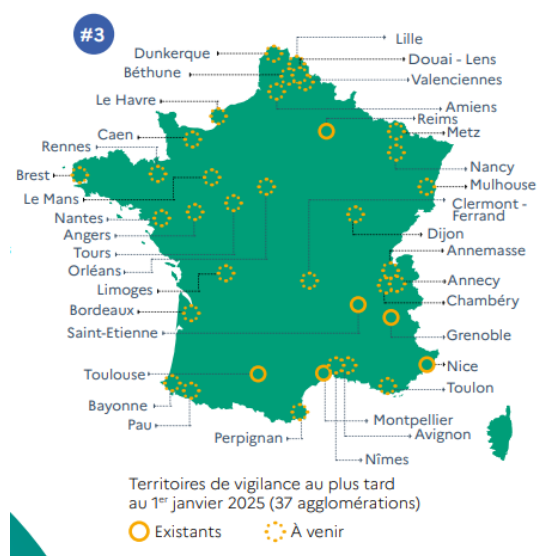 #3
Lille
Dunkerque
Douai - Lens
Béthune
Valenciennes
Le Havre
Amiens
Reims
Caen
Metz
Rennes
Nancy
Brest
Mulhouse
Le Mans
Clermont -
Ferrand
Nantes
Angers
Dijon
Tours
Annemasse
Orléans
Annecy
Limoges
Chambéry
Bordeaux
Saint-Etienne
Grenoble
Nice
Toulouse
Toulon
Bayonne
Montpellier
Pau
Avignon
Perpignan
Nîmes
Territoires de vigilance au plus tard
au 1er janvier 2025 (37 agglomérations)
Existants
À venir